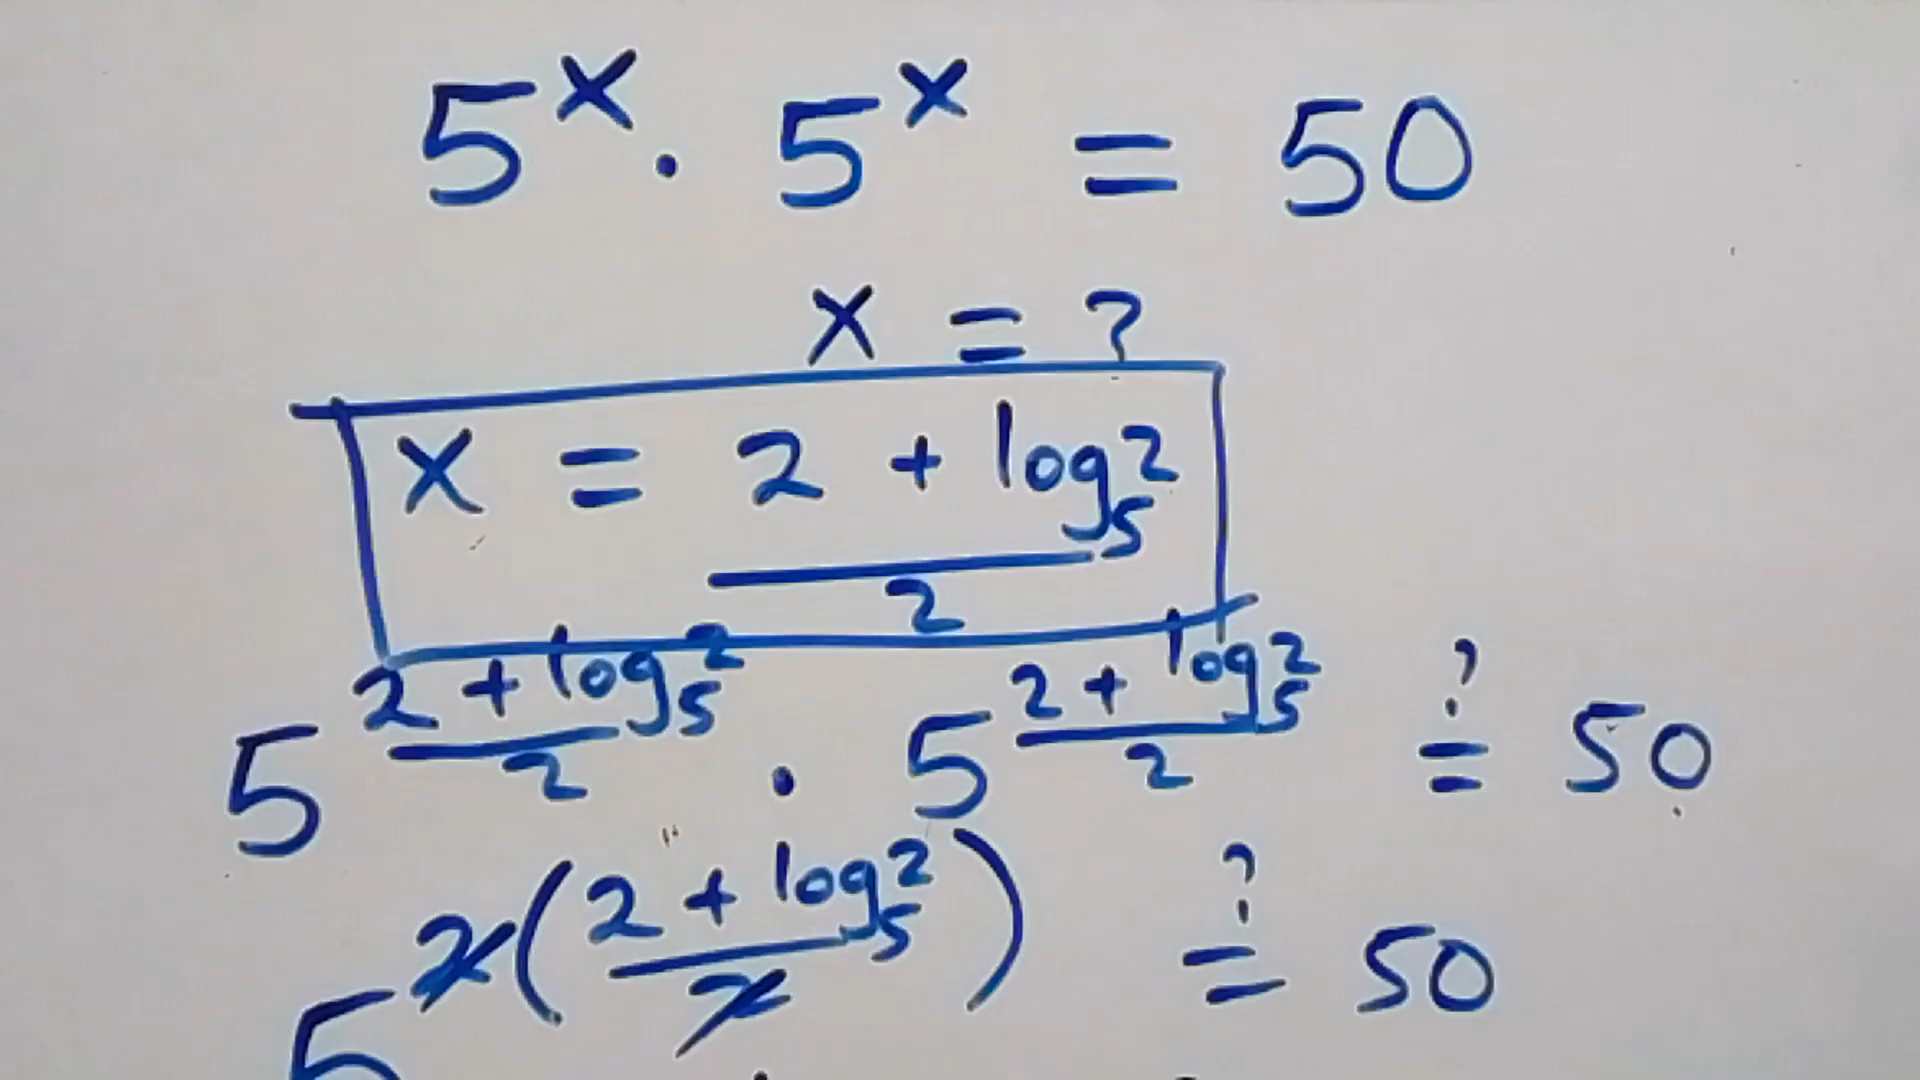 5^x · 5^x = 50
x = ?
x = (2 + log_5 2)/2
5^((2 + log_5 2)/2) · 5^((2 + log_5 2)/2) ?= 50
5^(2((2 + log_5 2)/2)) ?= 50